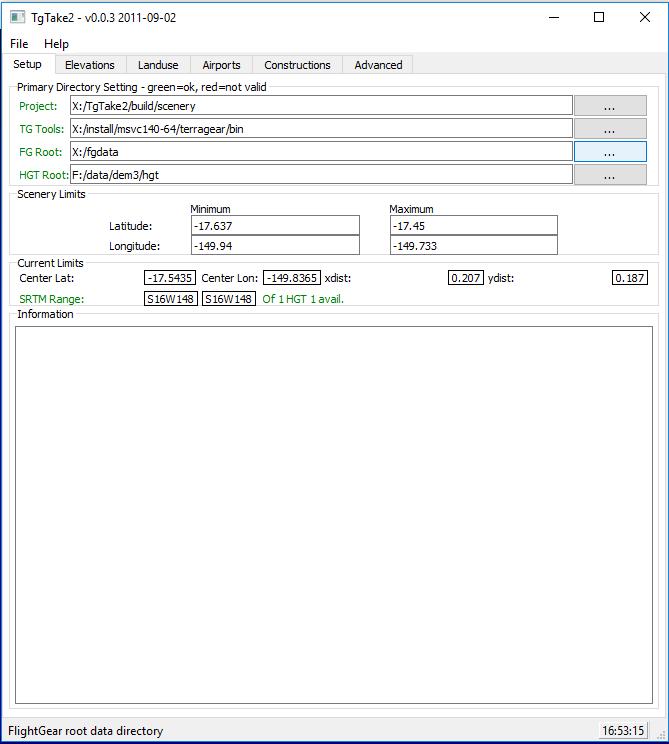 TgTake2 - v0.0.3 2011-09-02
File Help
Setup Elevations Landuse Airports Constructions Advanced
Primary Directory Setting - green=ok, red=not valid
Project: X:/TgTake2/build/scenery ...
TG Tools: X:/install/msvc140-64/terragear/bin ...
FG Root: X:/fgdata ...
HGT Root: F:/data/dem3/hgt ...
Scenery Limits
Minimum Maximum
Latitude: -17.637 -17.45
Longitude: -149.94 -149.733
Current Limits
Center Lat: -17.5435 Center Lon: -149.8365 xdist: 0.207 ydist: 0.187
SRTM Range: S16W148 S16W148 Of 1 HGT 1 avail.
Information
FlightGear root data directory 16:53:15